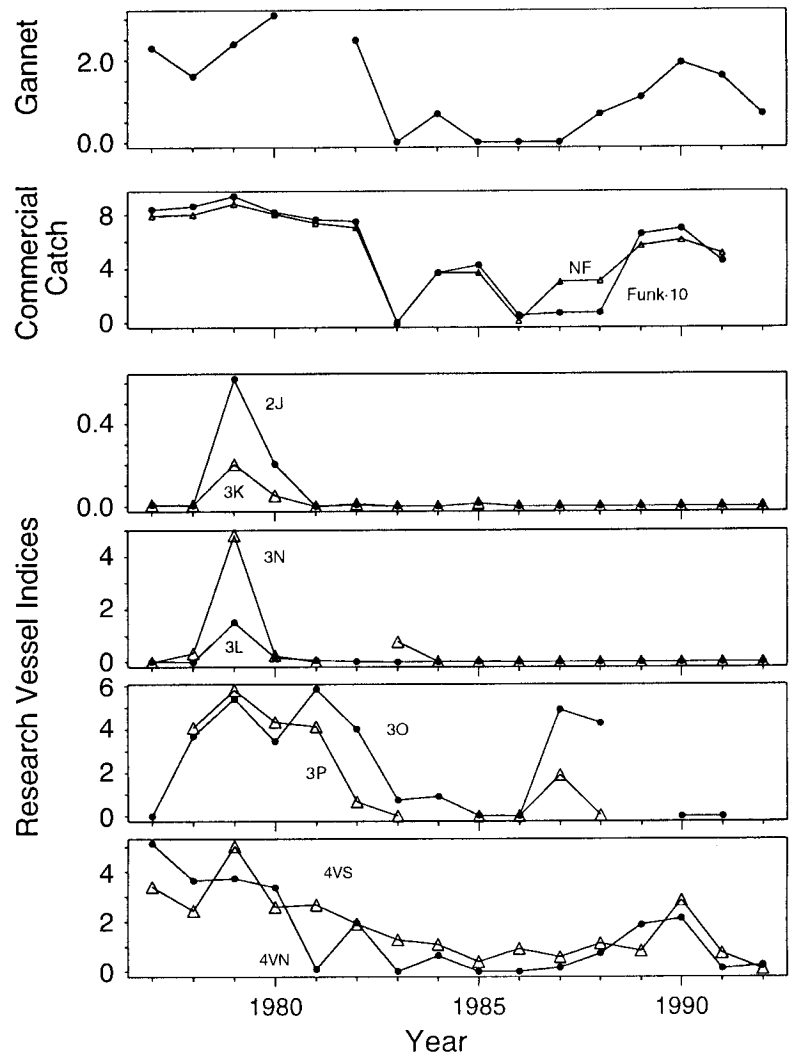 Gannet
2.0
0.0
Commercial
Catch
8
4
0
NF
Funk·10
Research Vessel Indices
0.4
0.0
2J
3K
4
2
0
3N
3L
6
4
2
0
3O
3P
4
2
0
4VS
4VN
1980
1985
1990
Year